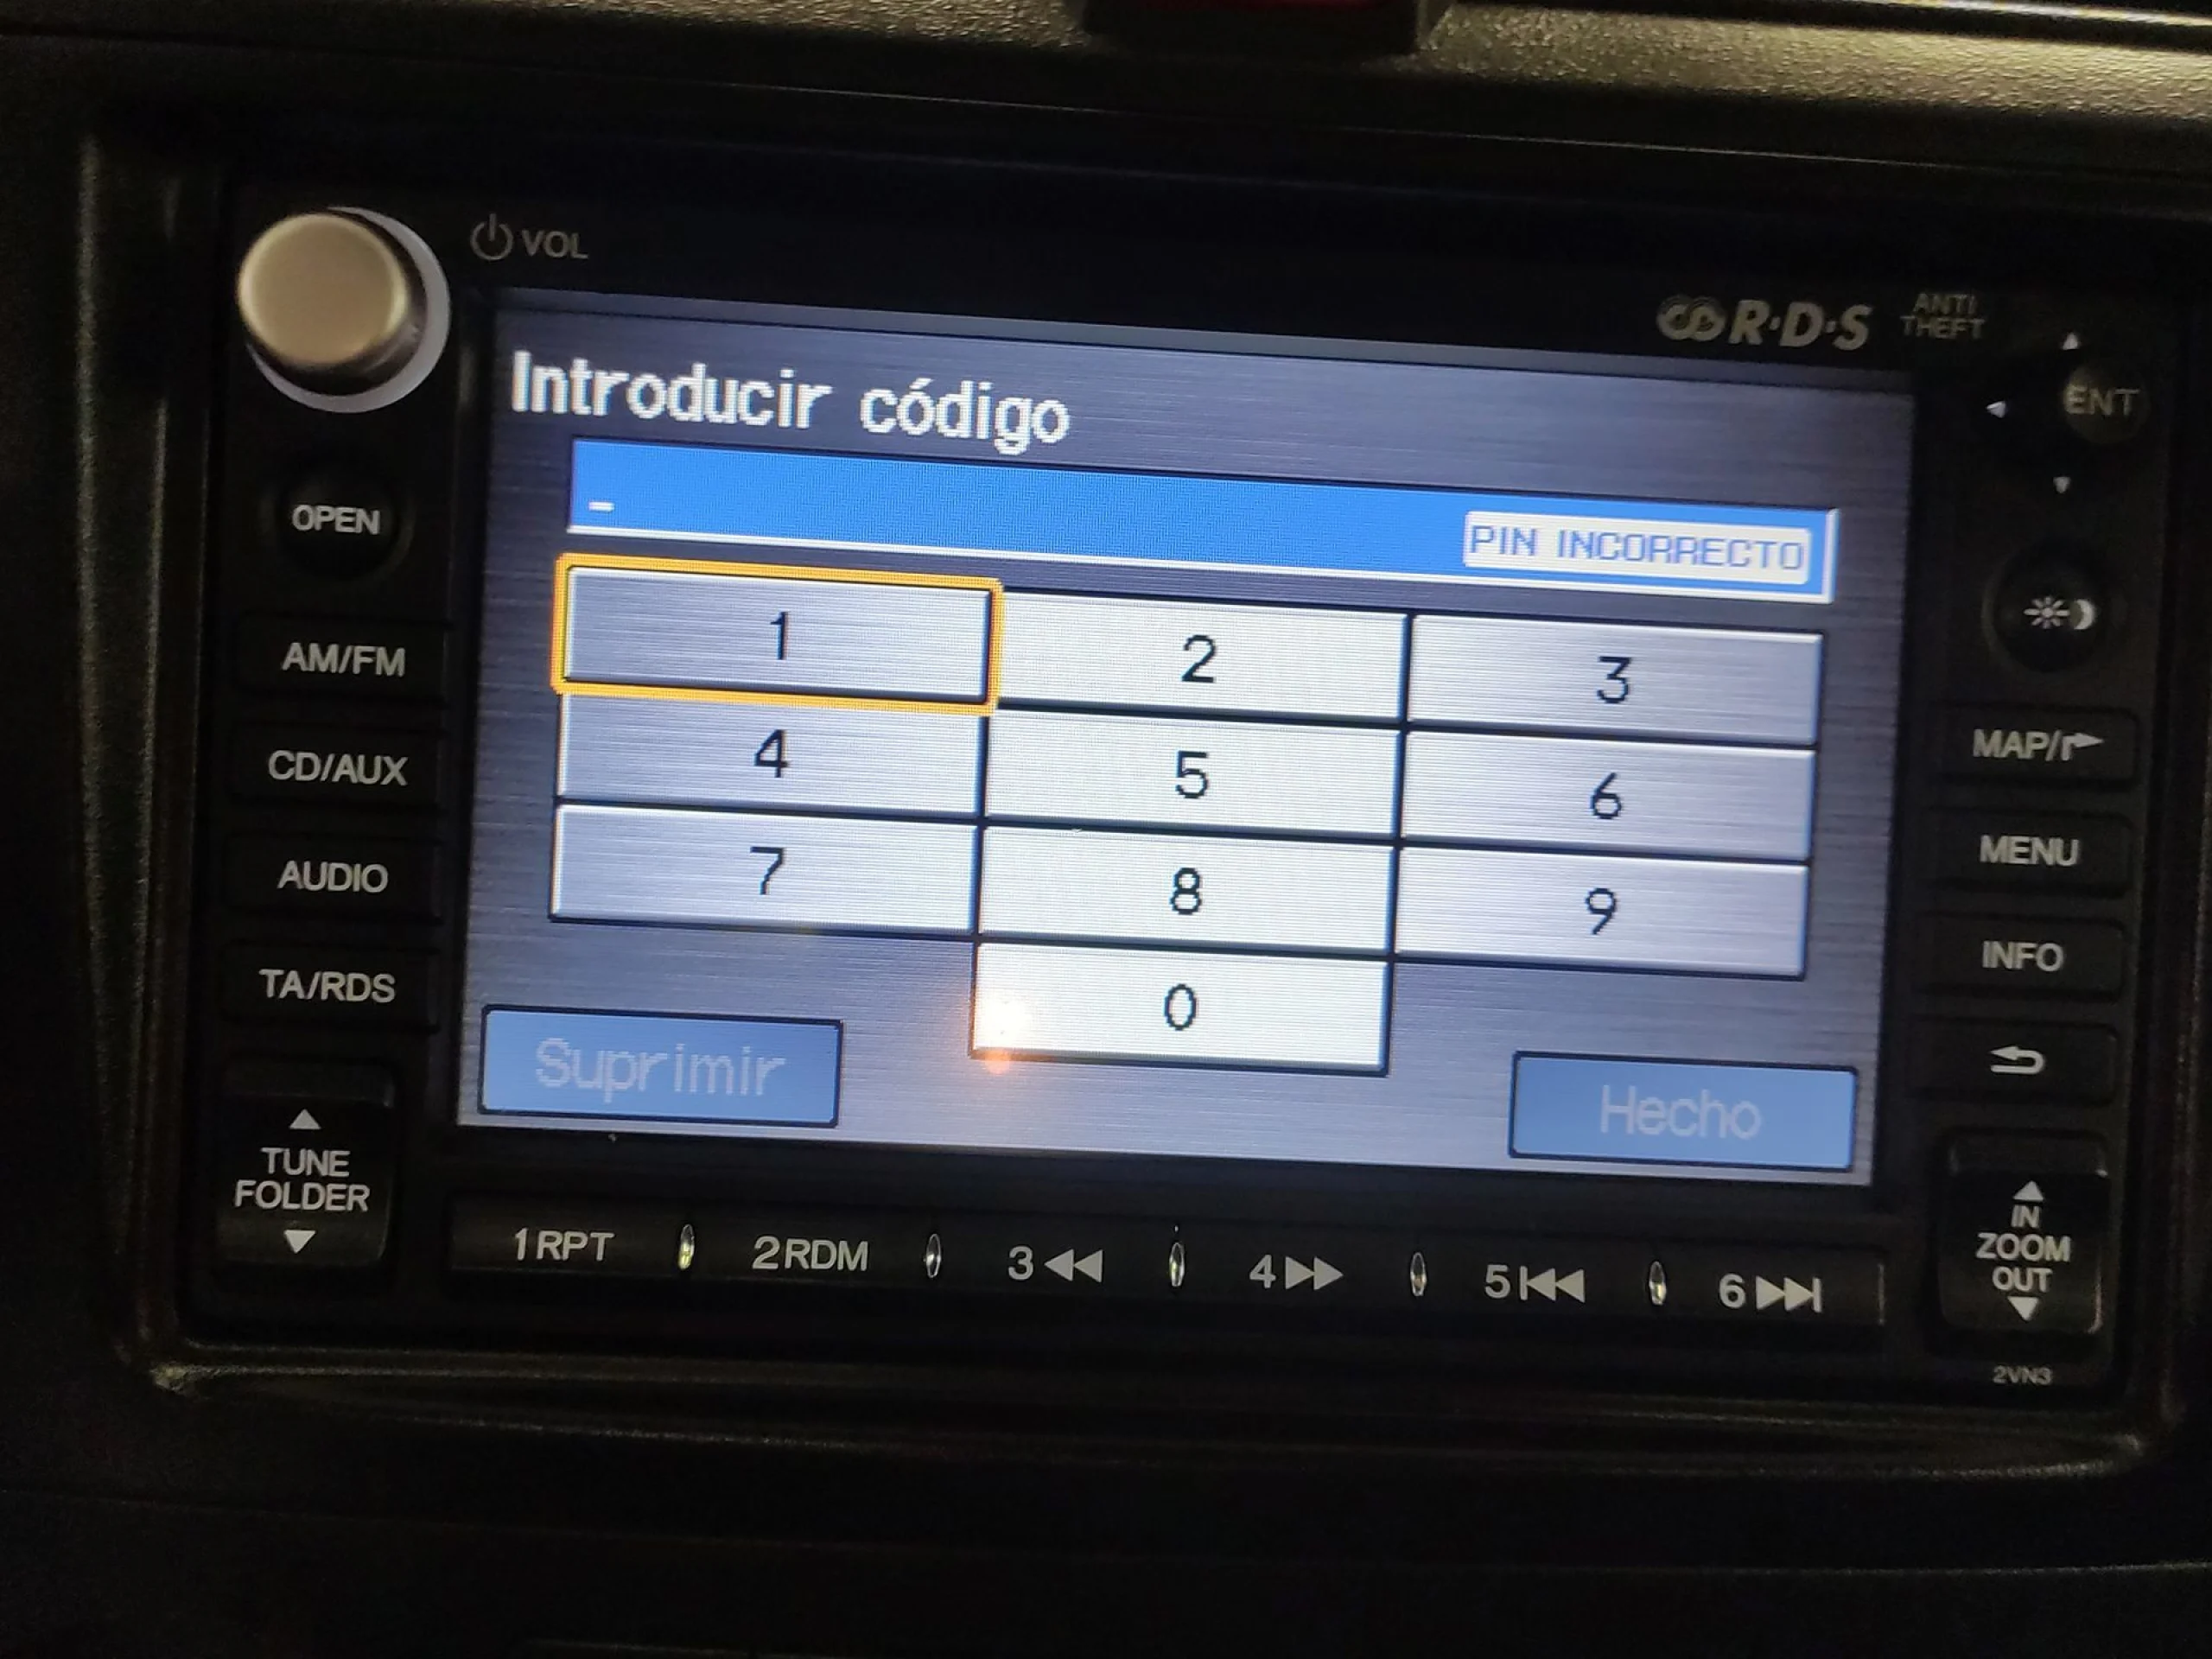 VOL
R·D·S
ANTI
THEFT
ENT
Introducir código
OPEN
PIN INCORRECTO
1
2
3
AM/FM
MAP/
4
5
6
CD/AUX
MENU
7
8
9
AUDIO
INFO
0
TA/RDS
Suprimir
Hecho
TUNE
FOLDER
IN
ZOOM
OUT
1 RPT
2 RDM
3
4
5
6
2VN3